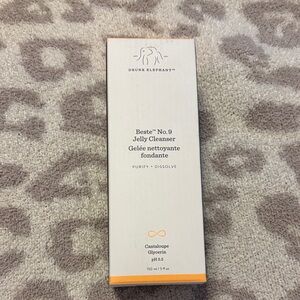 DRUNK ELEPHANT™
Beste™ No. 9
Jelly Cleanser
Gelée nettoyante
fondante
PURIFY + DISSOLVE
Cantaloupe
Glycerin
pH 5.5
150 ml / 5 fl oz